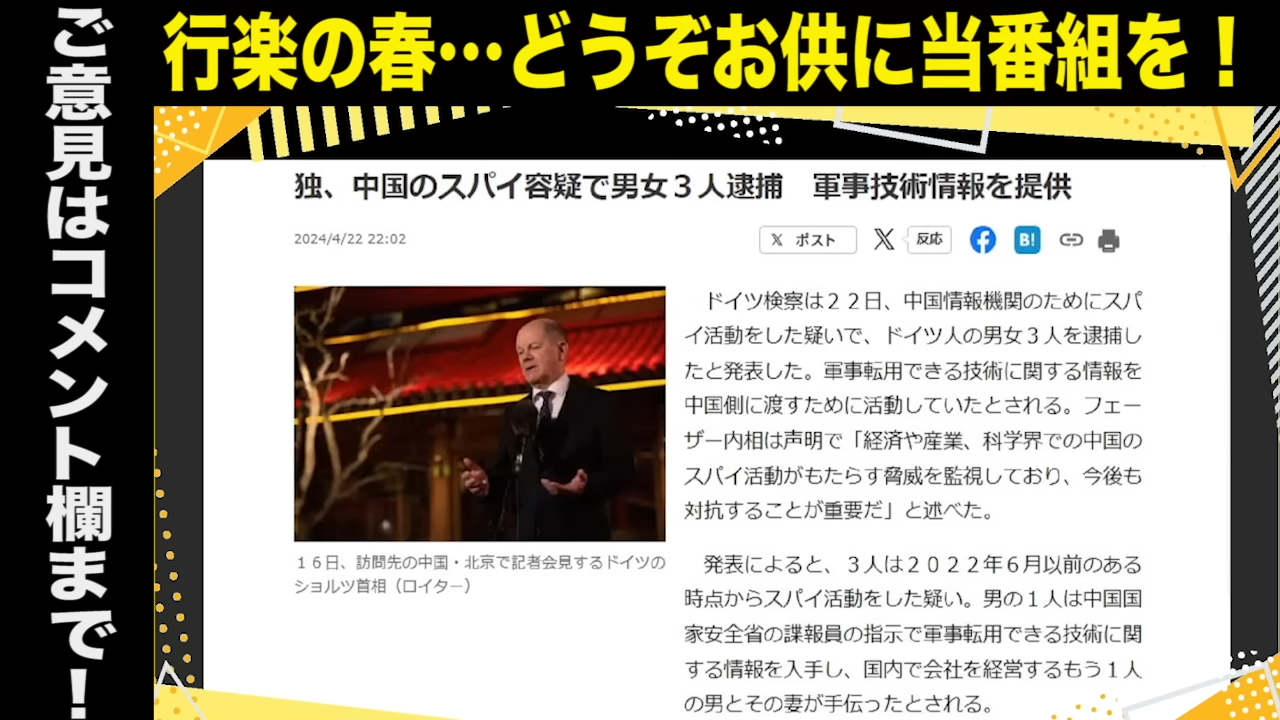 行楽の春…どうぞお供に当番組を！
ご意見はコメント欄まで！
独、中国のスパイ容疑で男女３人逮捕　軍事技術情報を提供
2024/4/22 22:02
X ポスト
X 反応
B!
ドイツ検察は２２日、中国情報機関のためにスパ
イ活動をした疑いで、ドイツ人の男女３人を逮捕し
たと発表した。軍事転用できる技術に関する情報を
中国側に渡すために活動していたとされる。フェー
ザー内相は声明で「経済や産業、科学界での中国の
スパイ活動がもたらす脅威を監視しており、今後も
対抗することが重要だ」と述べた。
１６日、訪問先の中国・北京で記者会見するドイツの
ショルツ首相（ロイター）
発表によると、３人は２０２２年６月以前のある
時点からスパイ活動をした疑い。男の１人は中国国
家安全省の諜報員の指示で軍事転用できる技術に関
する情報を入手し、国内で会社を経営するもう１人
の男とその妻が手伝ったとされる。